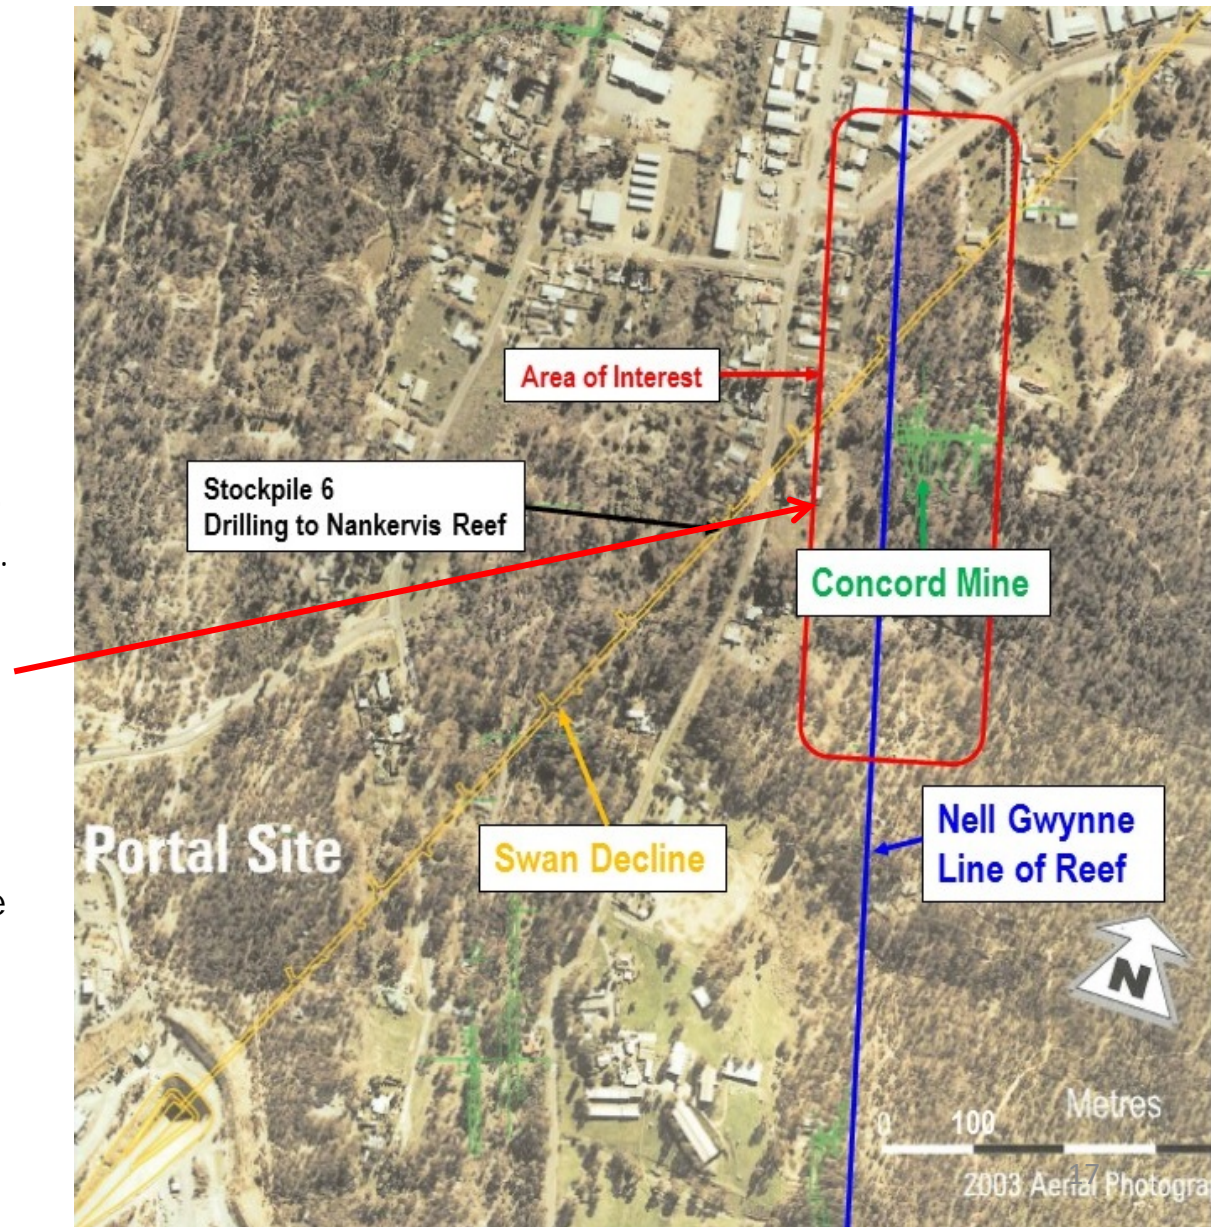 Area of Interest
Stockpile 6
Drilling to Nankervis Reef
.
Concord Mine
Nell Gwynne
Line of Reef
Portal Site
Swan Decline
e
N
Metres
0 100
17
2003 Aerial Photogra